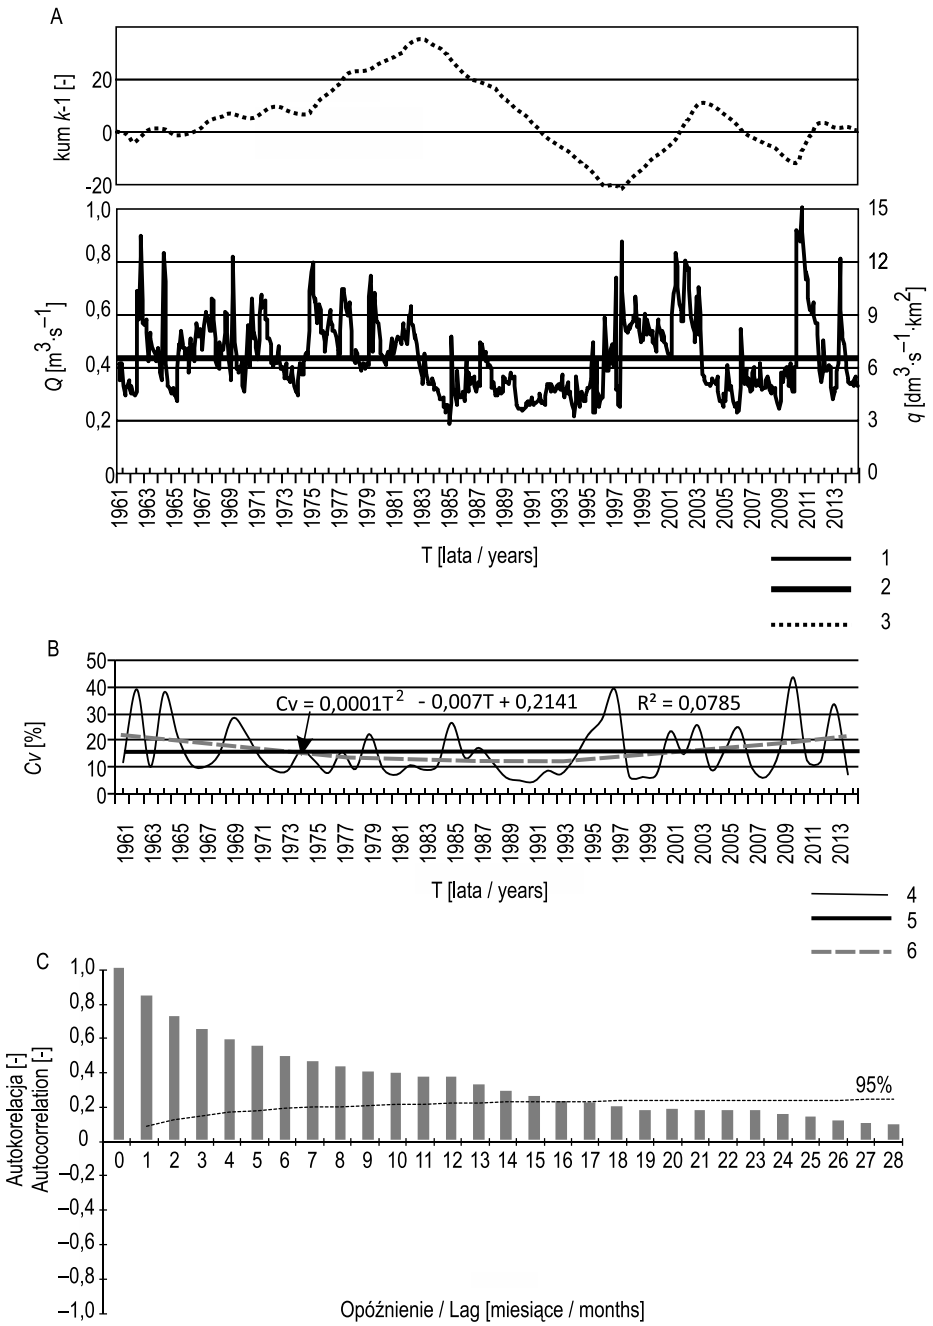 A
kum k-1 [-]
20
0
-20
1,0
0,8
0,6
0,4
0,2
0
Q [m³·s⁻¹]
15
12
9
6
3
0
q [dm³·s⁻¹·km²]
1961 1963 1965 1967 1969 1971 1973 1975 1977 1979 1981 1983 1985 1987 1989 1991 1993 1995 1997 1999 2001 2003 2005 2007 2009 2011 2013
T [lata / years]
1
2
3
B
50
40
30
20
10
0
Cv [%]
Cv = 0,0001T² - 0,007T + 0,2141 R² = 0,0785
1961 1963 1965 1967 1969 1971 1973 1975 1977 1979 1981 1983 1985 1987 1989 1991 1993 1995 1997 1999 2001 2003 2005 2007 2009 2011 2013
T [lata / years]
4
5
6
C
Autokorelacja [-]
Autocorrelation [-]
1,0
0,8
0,6
0,4
0,2
0
–0,2
–0,4
–0,6
–0,8
–1,0
95%
0 1 2 3 4 5 6 7 8 9 10 11 12 13 14 15 16 17 18 19 20 21 22 23 24 25 26 27 28
Opóźnienie / Lag [miesiące / months]